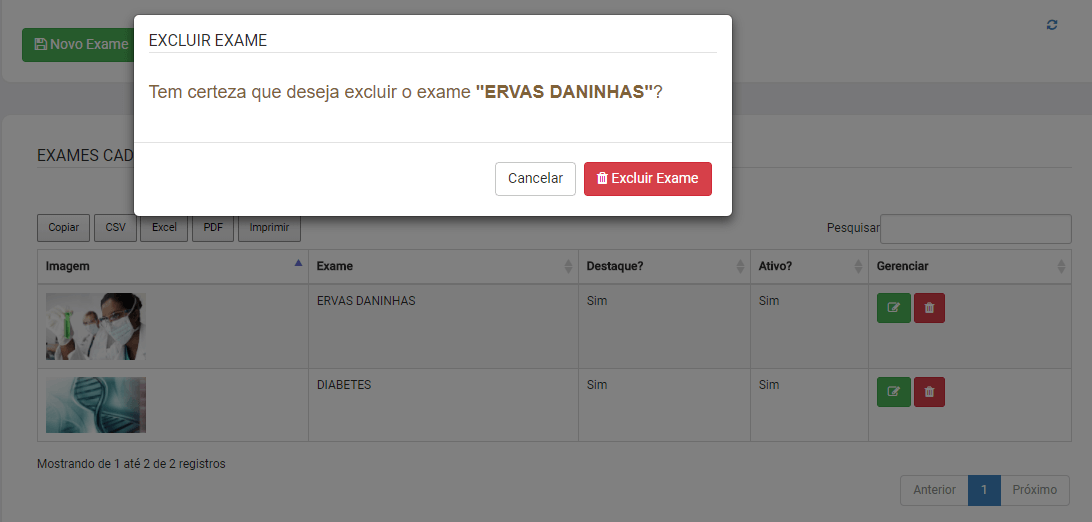 Novo Exame
EXCLUIR EXAME
Tem certeza que deseja excluir o exame "ERVAS DANINHAS"?
Cancelar
Excluir Exame
EXAMES CAD
Copiar
CSV
Excel
PDF
Imprimir
Pesquisar
Imagem
Exame
Destaque?
Ativo?
Gerenciar
ERVAS DANINHAS
Sim
Sim
DIABETES
Sim
Sim
Mostrando de 1 até 2 de 2 registros
Anterior
1
Próximo